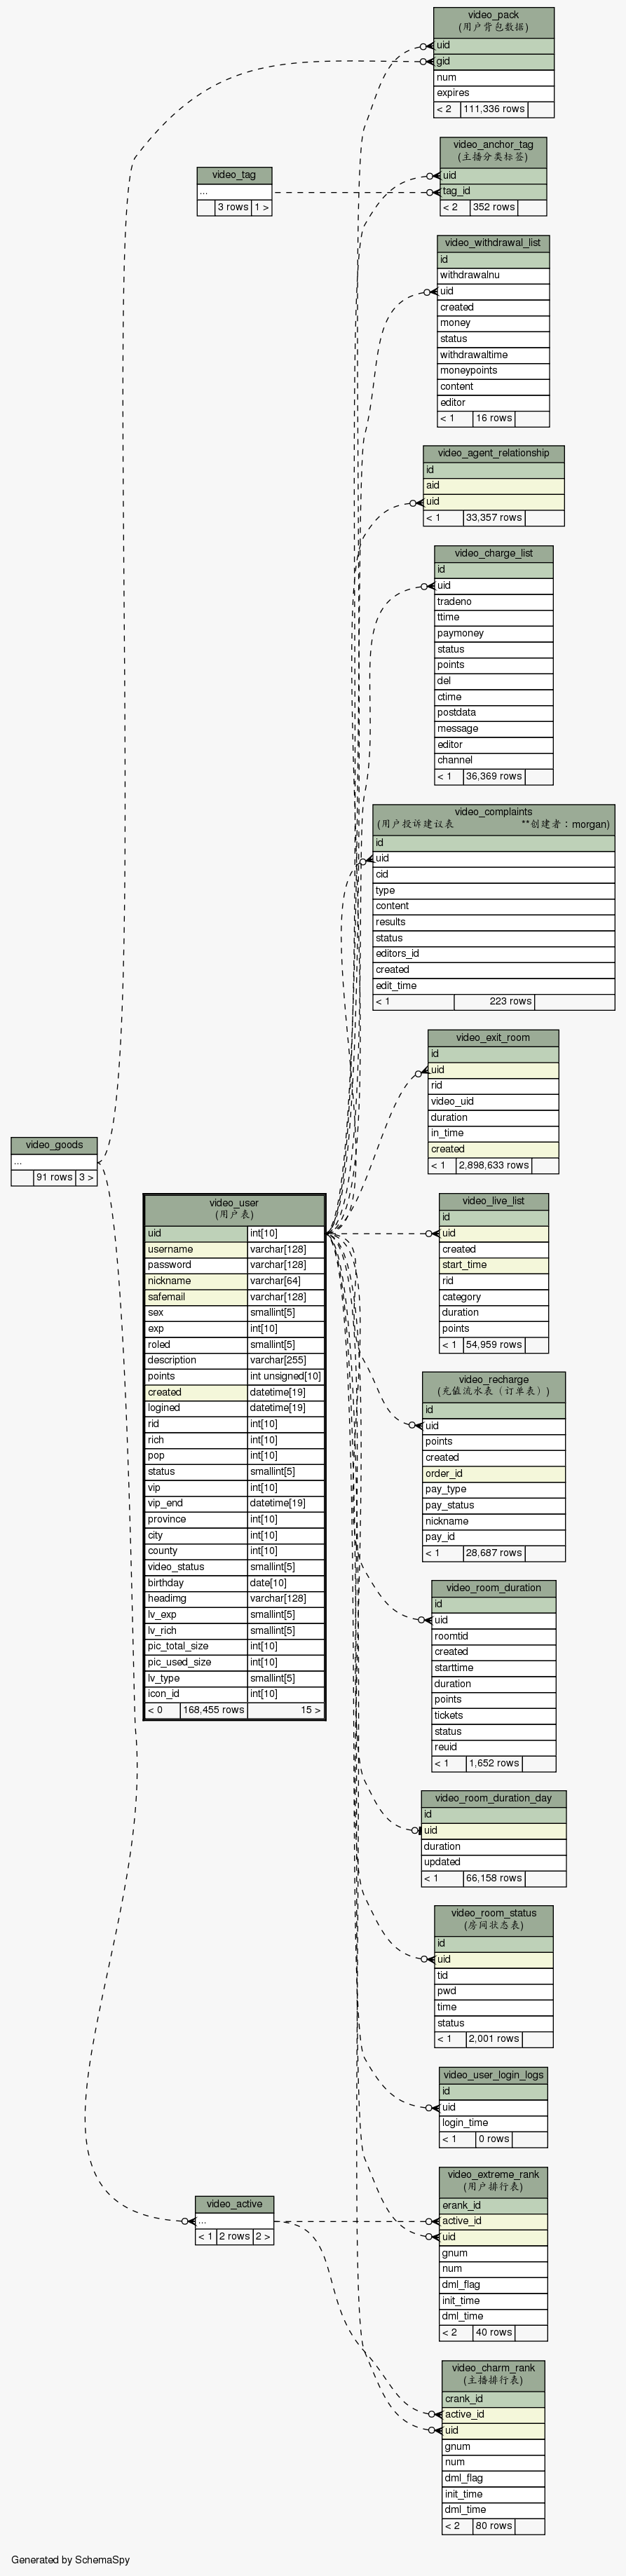 video_pack
(用户背包数据)
uid
gid
num
expires
< 2 111,336 rows
video_anchor_tag
(主播分类标签)
uid
tag_id
< 2 352 rows
video_tag
...
3 rows 1 >
video_withdrawal_list
id
withdrawalnu
uid
created
money
status
withdrawaltime
moneypoints
content
editor
< 1 16 rows
video_agent_relationship
id
aid
uid
< 1 33,357 rows
video_charge_list
id
uid
tradeno
ttime
paymoney
status
points
del
ctime
postdata
message
editor
channel
< 1 36,369 rows
video_complaints
(用户投诉建议表 **创建者：morgan)
id
uid
cid
type
content
results
status
editors_id
created
edit_time
< 1 223 rows
video_exit_room
id
uid
rid
video_uid
duration
in_time
created
< 1 2,898,633 rows
video_goods
...
91 rows 3 >
video_user
(用户表)
uid int[10]
username varchar[128]
password varchar[128]
nickname varchar[64]
safemail varchar[128]
sex smallint[5]
exp int[10]
roled smallint[5]
description varchar[255]
points int unsigned[10]
created datetime[19]
logined datetime[19]
rid int[10]
rich int[10]
pop int[10]
status smallint[5]
vip int[10]
vip_end datetime[19]
province int[10]
city int[10]
county int[10]
video_status smallint[5]
birthday date[10]
headimg varchar[128]
lv_exp smallint[5]
lv_rich smallint[5]
pic_total_size int[10]
pic_used_size int[10]
lv_type smallint[5]
icon_id int[10]
< 0 168,455 rows 15 >
video_live_list
id
uid
created
start_time
rid
category
duration
points
< 1 54,959 rows
video_recharge
(充值流水表（订单表）)
id
uid
points
created
order_id
pay_type
pay_status
nickname
pay_id
< 1 28,687 rows
video_room_duration
id
uid
roomtid
created
starttime
duration
points
tickets
status
reuid
< 1 1,652 rows
video_room_duration_day
id
uid
duration
updated
< 1 66,158 rows
video_room_status
(房间状态表)
id
uid
tid
pwd
time
status
< 1 2,001 rows
video_user_login_logs
id
uid
login_time
< 1 0 rows
video_extreme_rank
(用户排行表)
erank_id
active_id
uid
gnum
num
dml_flag
init_time
dml_time
< 2 40 rows
video_active
...
< 1 2 rows 2 >
video_charm_rank
(主播排行表)
crank_id
active_id
uid
gnum
num
dml_flag
init_time
dml_time
< 2 80 rows
Generated by SchemaSpy